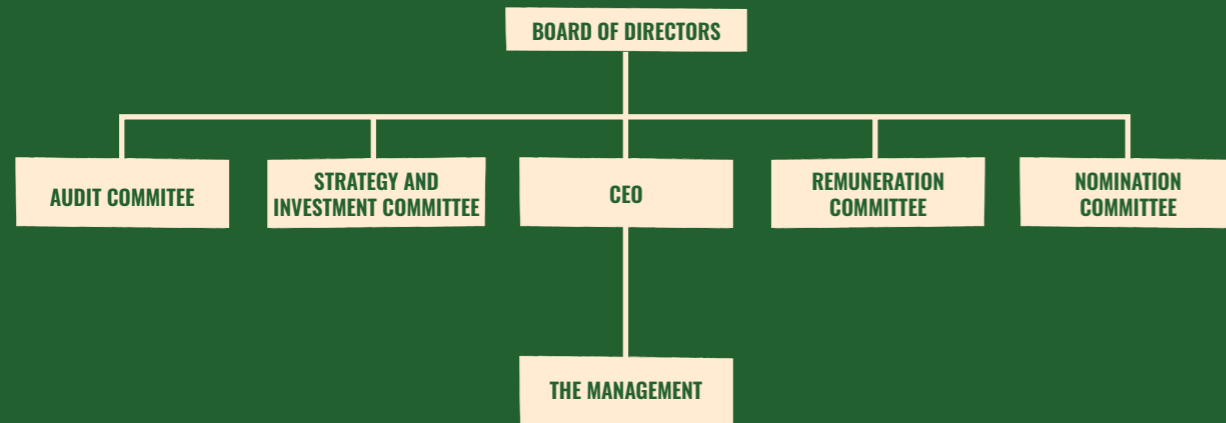 BOARD OF DIRECTORS
AUDIT COMMITEE
STRATEGY AND
INVESTMENT COMMITTEE
CEO
REMUNERATION
COMMITTEE
NOMINATION
COMMITTEE
THE MANAGEMENT